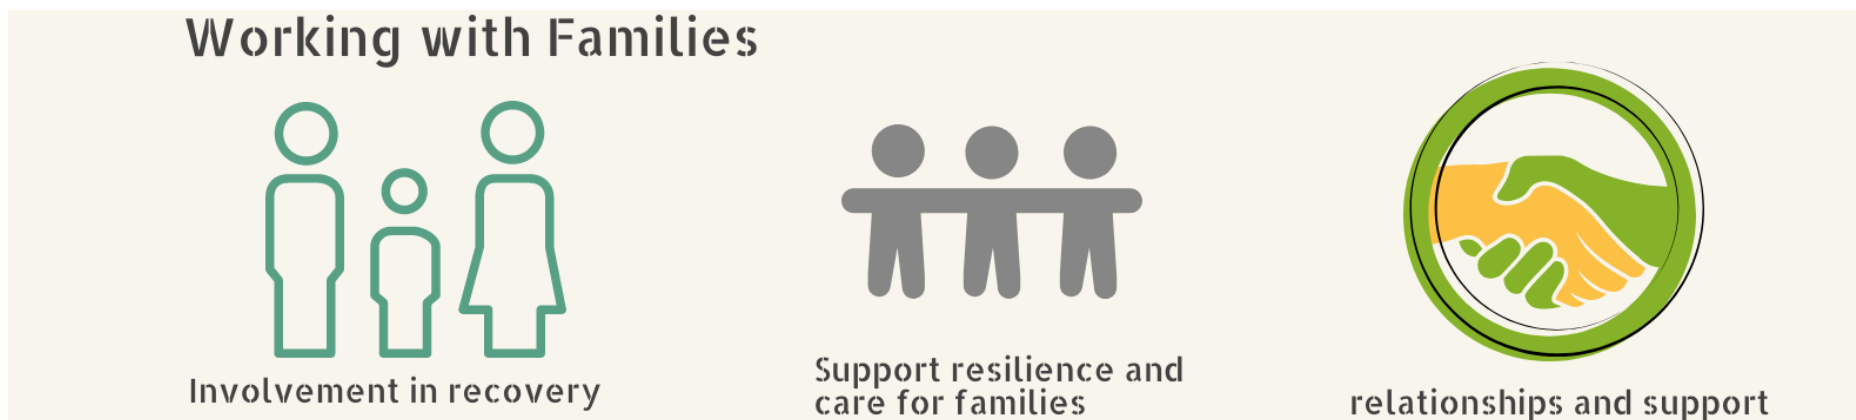 Working with Families
Involvement in recovery
Support resilience and
care for families
relationships and support